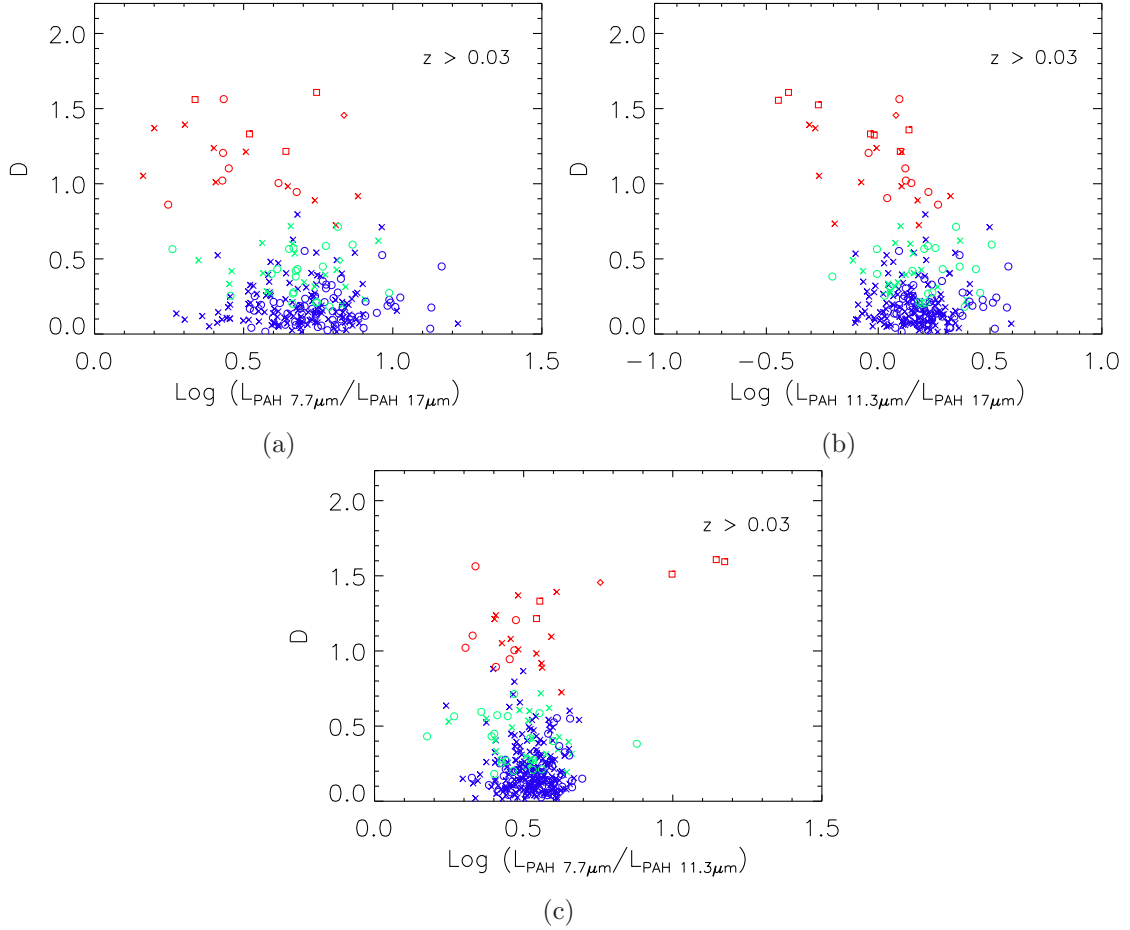 2.0
1.5
1.0
0.5
0.0
D
z > 0.03
0.0 0.5 1.0 1.5
Log (L_PAH 7.7μm/L_PAH 17μm)
(a)
2.0
1.5
1.0
0.5
0.0
D
z > 0.03
−1.0 −0.5 0.0 0.5 1.0
Log (L_PAH 11.3μm/L_PAH 17μm)
(b)
2.0
1.5
1.0
0.5
0.0
D
z > 0.03
0.0 0.5 1.0 1.5
Log (L_PAH 7.7μm/L_PAH 11.3μm)
(c)